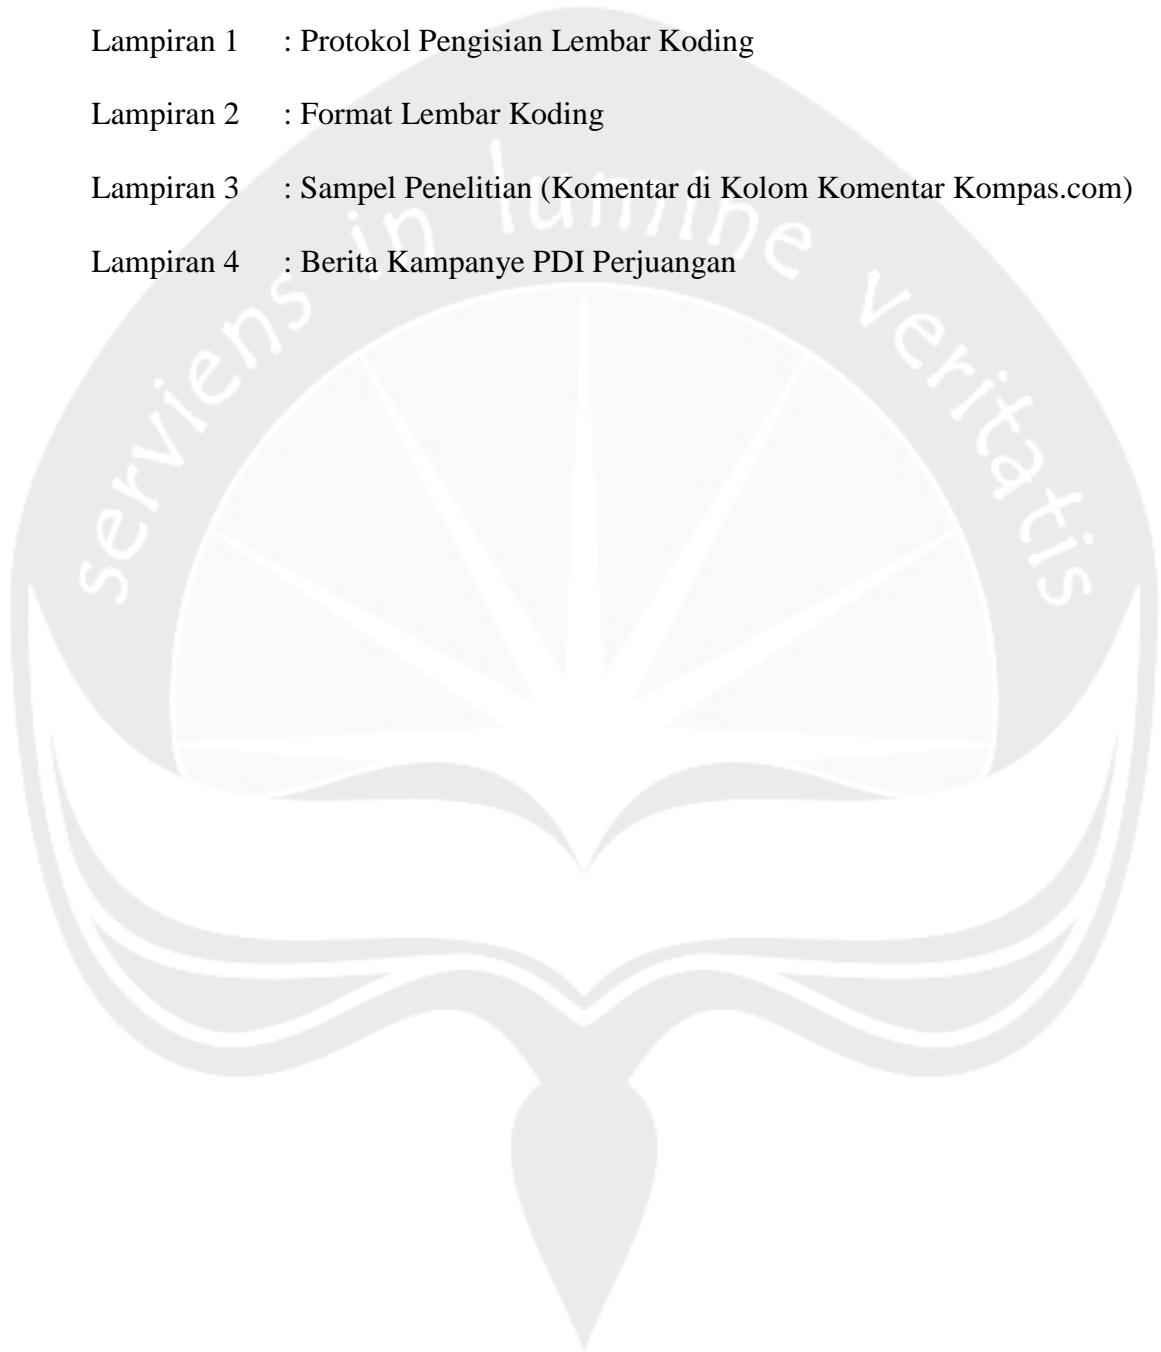 Lampiran 1 : Protokol Pengisian Lembar Koding
Lampiran 2 : Format Lembar Koding
Lampiran 3 : Sampel Penelitian (Komentar di Kolom Komentar Kompas.com)
Lampiran 4 : Berita Kampanye PDI Perjuangan
serviens in lumine veritatis